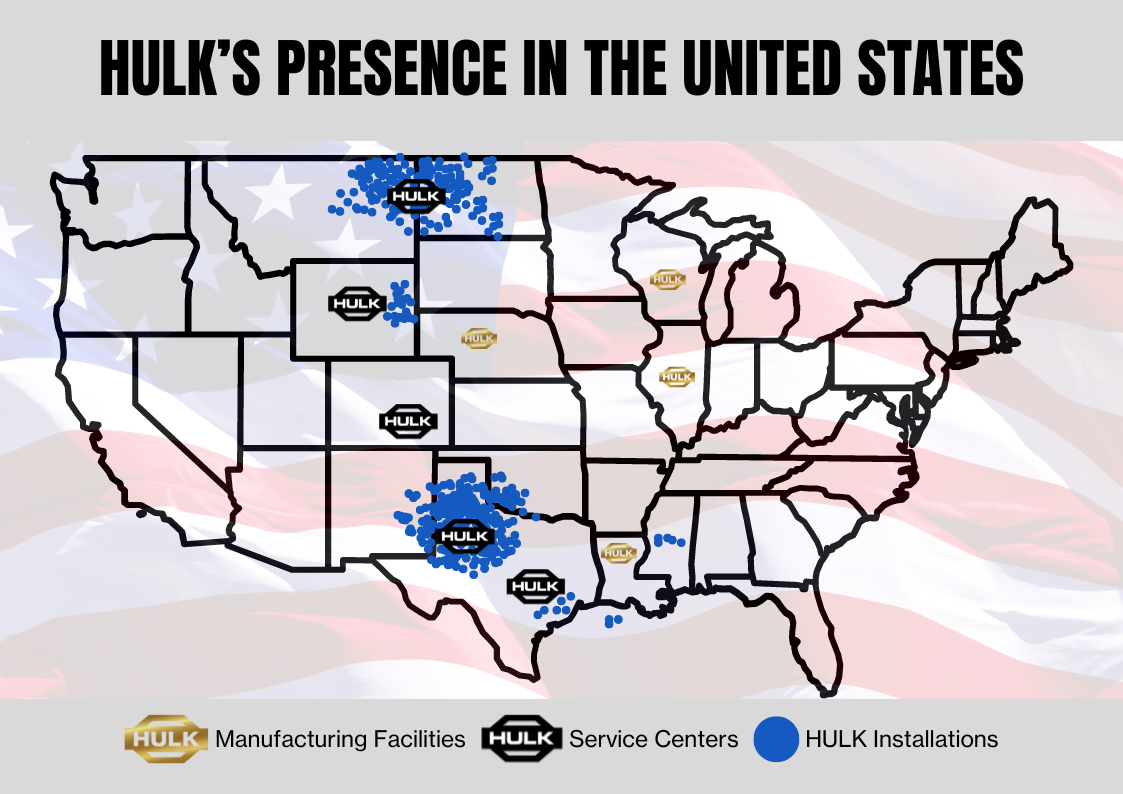 HULK'S PRESENCE IN THE UNITED STATES
HULK
HULK
HULK
HULK
HULK
HULK
HULK
HULK
HULK
HULK Manufacturing Facilities HULK Service Centers HULK Installations